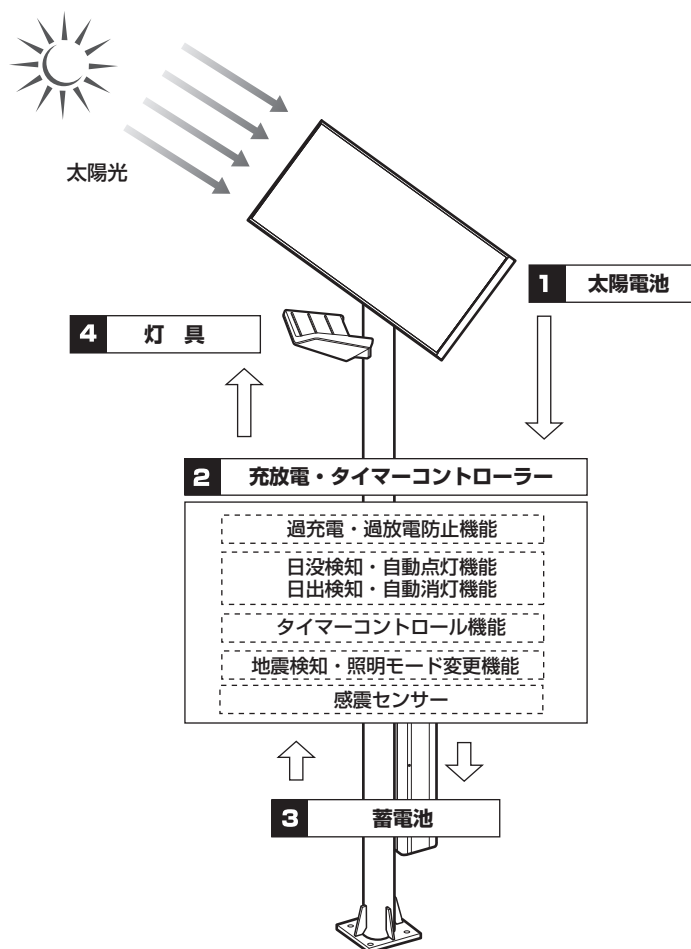 太陽光
1 太陽電池
4 灯 具
2 充放電・タイマーコントローラー
過充電・過放電防止機能
日没検知・自動点灯機能
日出検知・自動消灯機能
タイマーコントロール機能
地震検知・照明モード変更機能
感震センサー
3 蓄電池